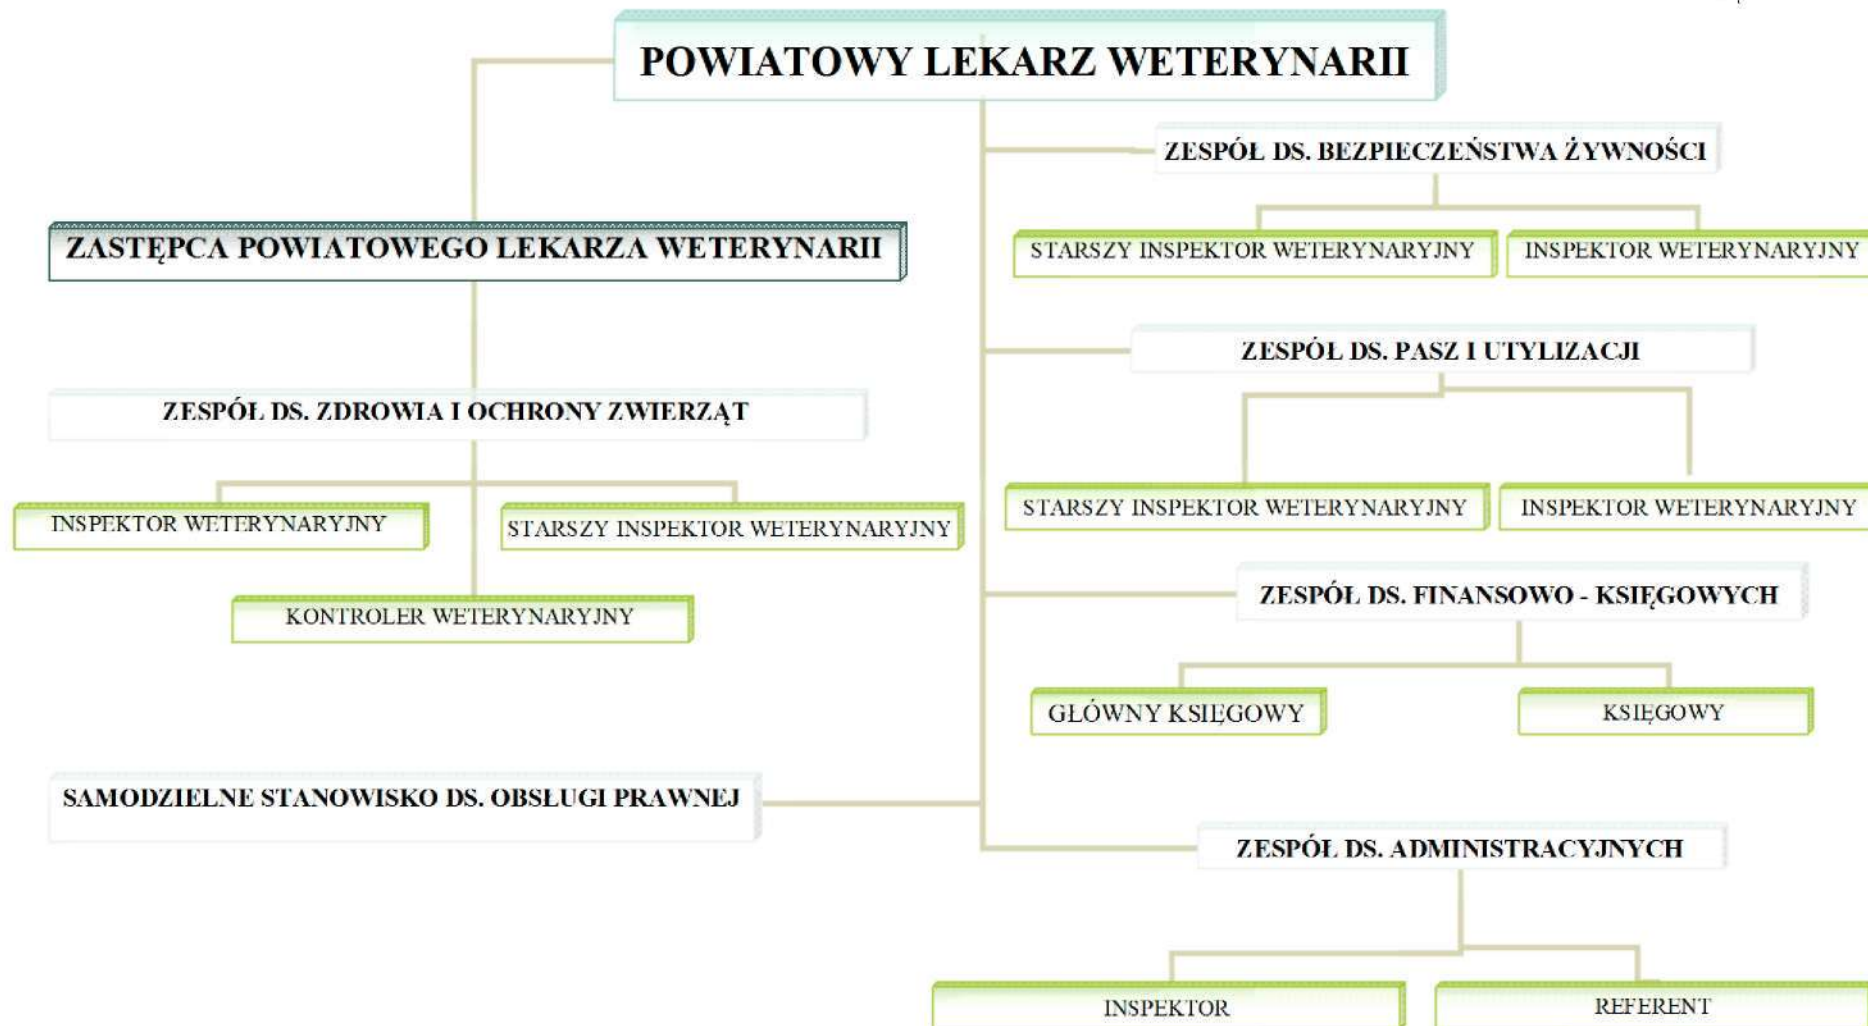 POWIATOWY LEKARZ WETERYNARII
ZESPÓŁ DS. BEZPIECZEŃSTWA ŻYWNOŚCI
ZASTĘPCA POWIATOWEGO LEKARZA WETERYNARII
STARSZY INSPEKTOR WETERYNARYJNY
INSPEKTOR WETERYNARYJNY
ZESPÓŁ DS. PASZ I UTYLIZACJI
ZESPÓŁ DS. ZDROWIA I OCHRONY ZWIERZĄT
STARSZY INSPEKTOR WETERYNARYJNY
INSPEKTOR WETERYNARYJNY
INSPEKTOR WETERYNARYJNY
STARSZY INSPEKTOR WETERYNARYJNY
ZESPÓŁ DS. FINANSOWO - KSIĘGOWYCH
KONTROLER WETERYNARYJNY
GŁÓWNY KSIĘGOWY
KSIĘGOWY
SAMODZIELNE STANOWISKO DS. OBSŁUGI PRAWNEJ
ZESPÓŁ DS. ADMINISTRACYJNYCH
INSPEKTOR
REFERENT